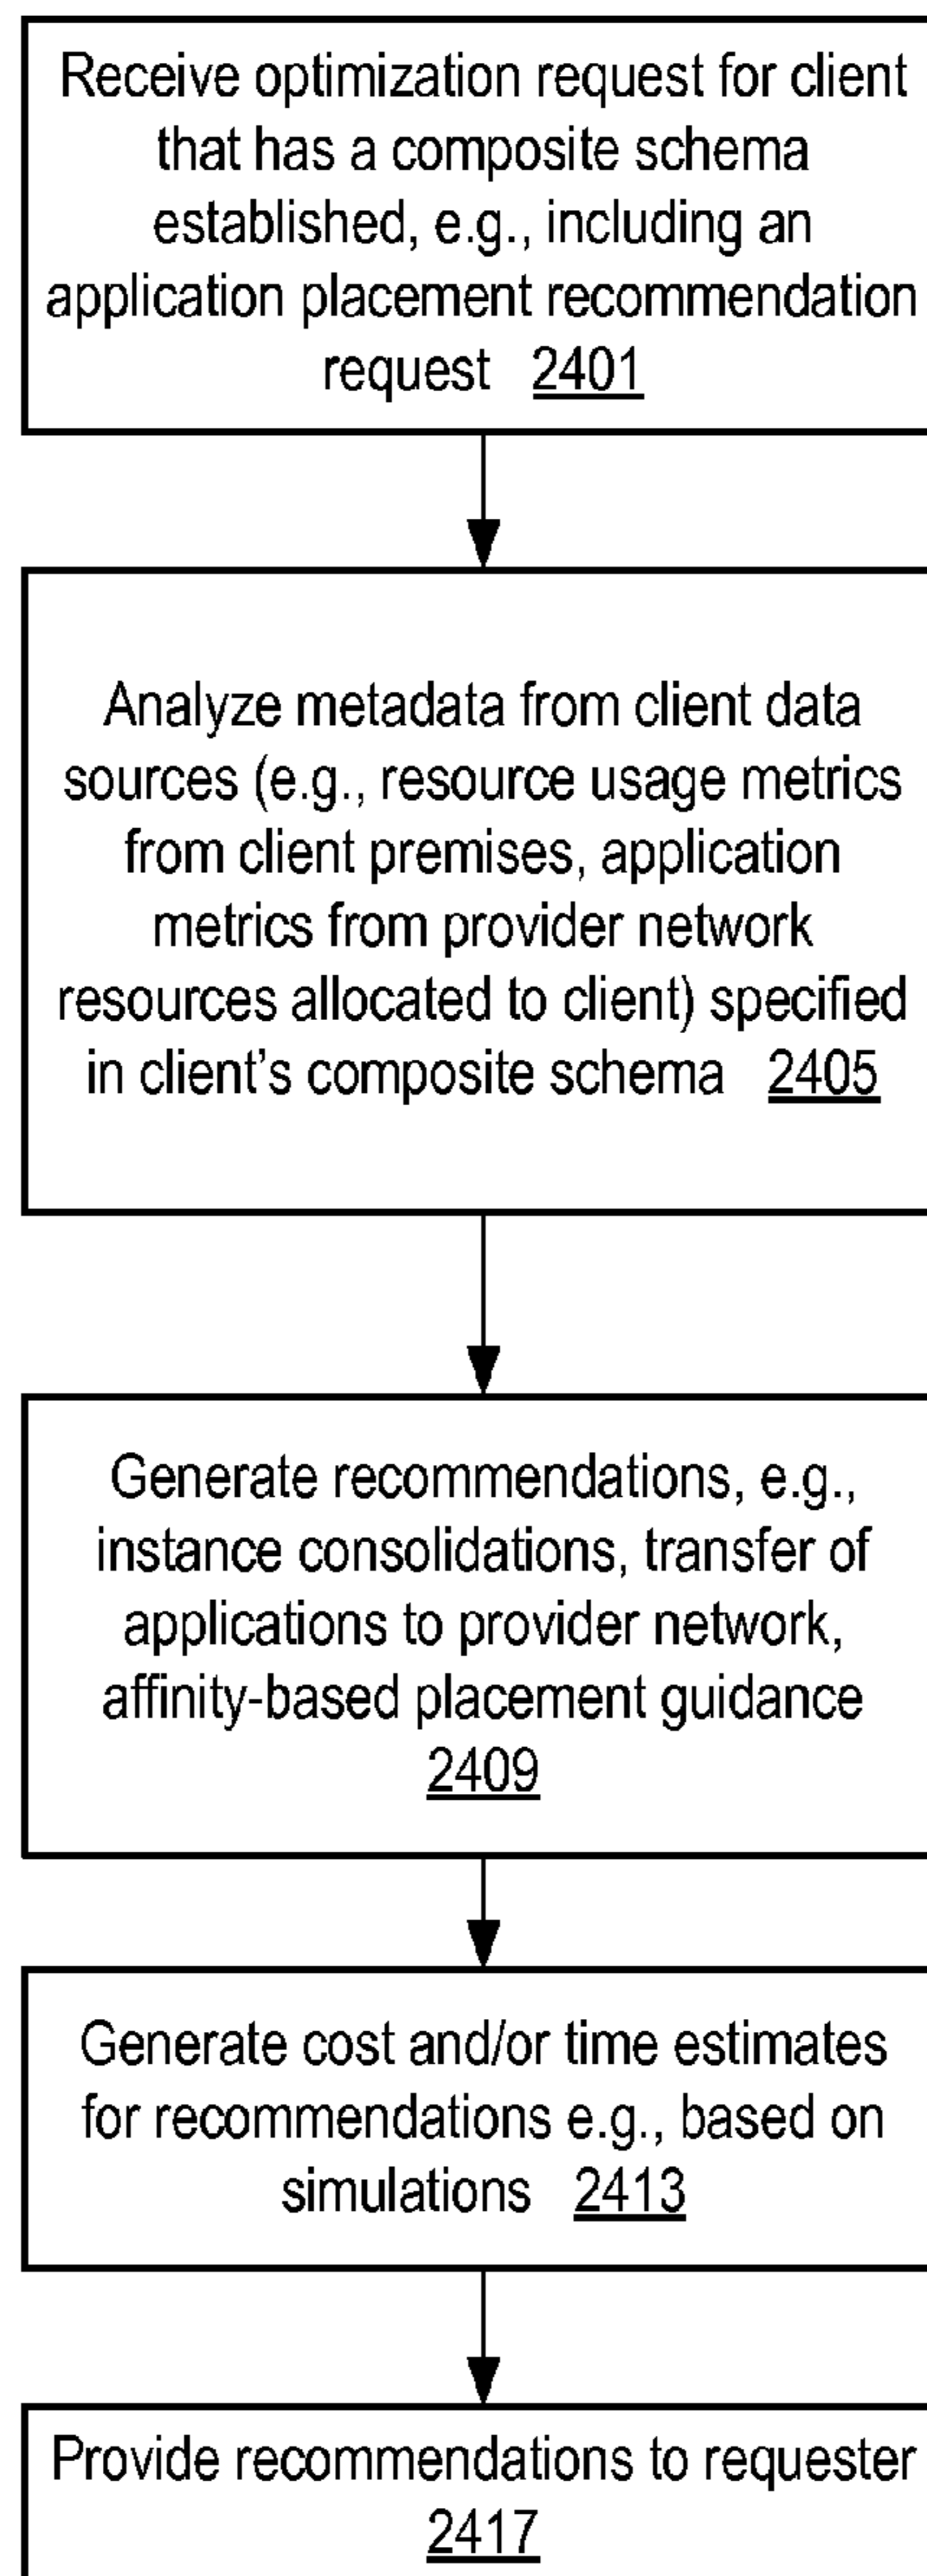 Receive optimization request for client
that has a composite schema
established, e.g., including an
application placement recommendation
request 2401
Analyze metadata from client data
sources (e.g., resource usage metrics
from client premises, application
metrics from provider network
resources allocated to client) specified
in client's composite schema 2405
Generate recommendations, e.g.,
instance consolidations, transfer of
applications to provider network,
affinity-based placement guidance
2409
Generate cost and/or time estimates
for recommendations e.g., based on
simulations 2413
Provide recommendations to requester
2417